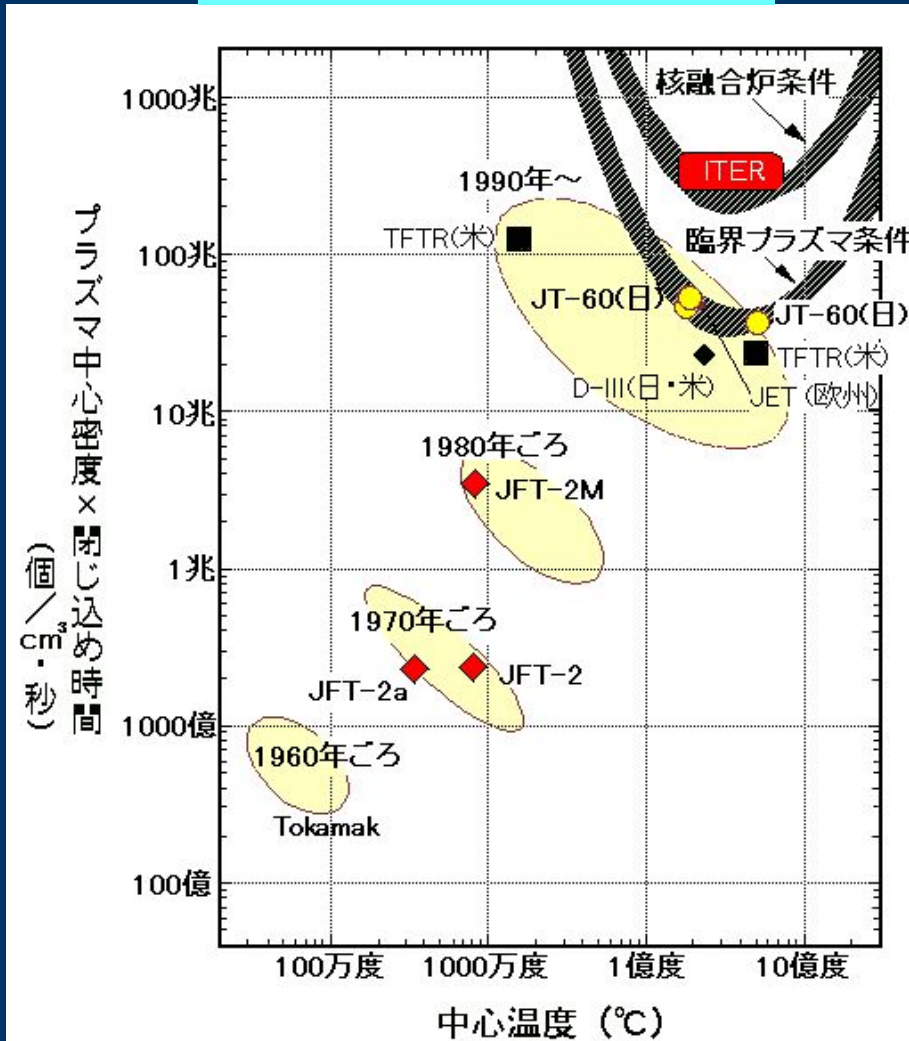 1000兆
100兆
10兆
1兆
1000億
100億
プラズマ中心密度×閉じ込め時間
(個/cm³・秒)
核融合炉条件
ITER
1990年~
TFTR(米)
臨界プラズマ条件
JT-60(日)
JT-60(日)
TFTR(米)
D-III(日・米)
JET(欧州)
1980年ごろ
JFT-2M
1970年ごろ
JFT-2a
JFT-2
1960年ごろ
Tokamak
100万度 1000万度 1億度 10億度
中心温度 (℃)